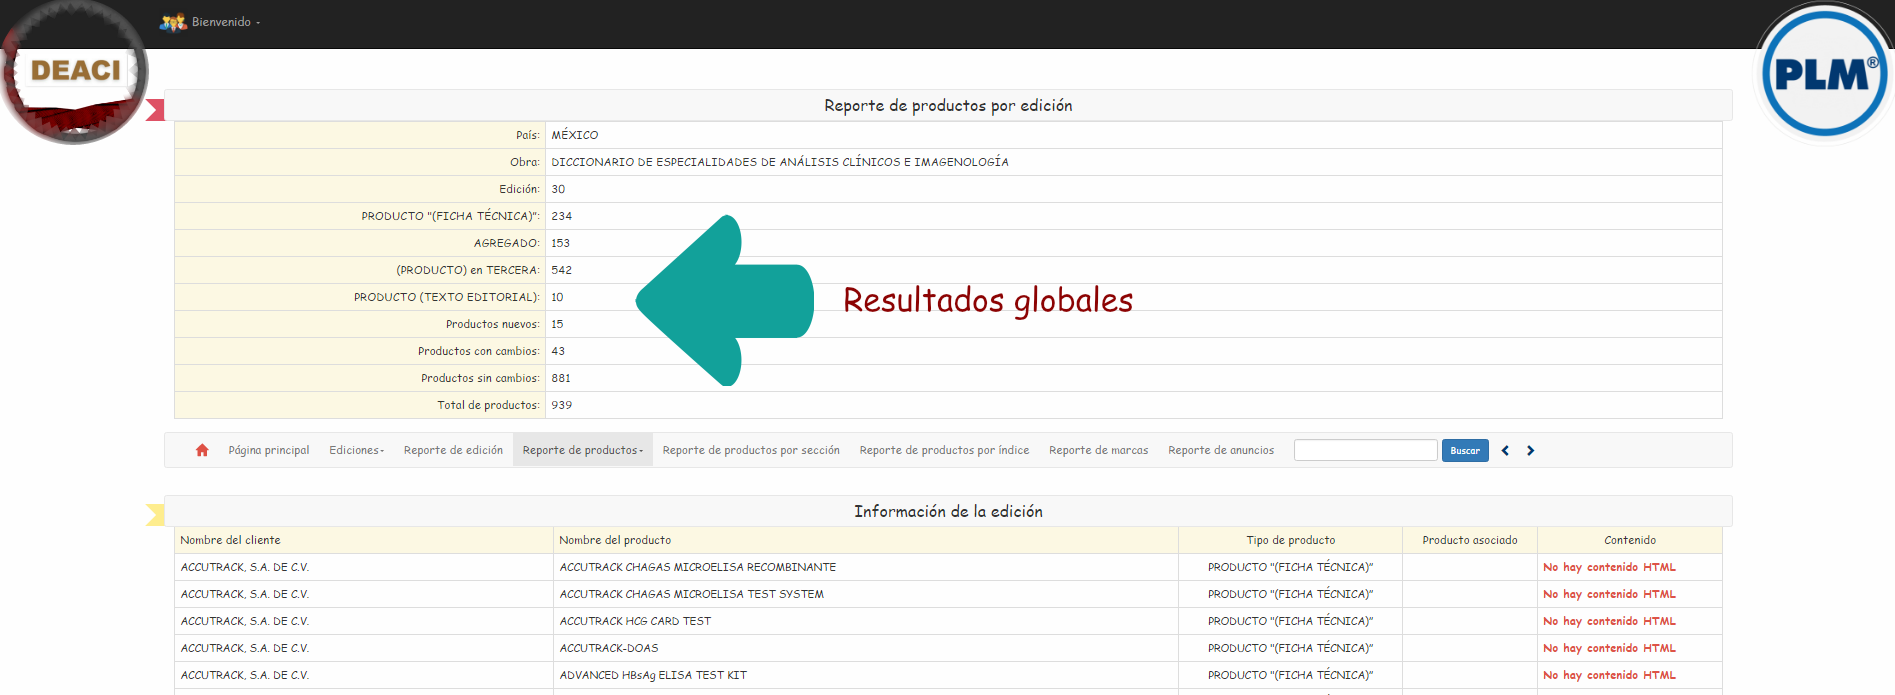 Bienvenido
DEACI
PLM®
Reporte de productos por edición
País: MÉXICO
Obra: DICCIONARIO DE ESPECIALIDADES DE ANÁLISIS CLÍNICOS E IMAGENOLOGÍA
Edición: 30
PRODUCTO "(FICHA TÉCNICA)": 234
AGREGADO: 153
(PRODUCTO) en TERCERA: 542
PRODUCTO (TEXTO EDITORIAL): 10
Productos nuevos: 15
Productos con cambios: 43
Productos sin cambios: 881
Total de productos: 939
Resultados globales
Página principal Ediciones Reporte de edición Reporte de productos Reporte de productos por sección Reporte de productos por índice Reporte de marcas Reporte de anuncios Buscar
Información de la edición
Nombre del cliente Nombre del producto Tipo de producto Producto asociado Contenido
ACCUTRACK, S.A. DE C.V. ACCUTRACK CHAGAS MICROELISA RECOMBINANTE PRODUCTO "(FICHA TÉCNICA)" No hay contenido HTML
ACCUTRACK, S.A. DE C.V. ACCUTRACK CHAGAS MICROELISA TEST SYSTEM PRODUCTO "(FICHA TÉCNICA)" No hay contenido HTML
ACCUTRACK, S.A. DE C.V. ACCUTRACK HCG CARD TEST PRODUCTO "(FICHA TÉCNICA)" No hay contenido HTML
ACCUTRACK, S.A. DE C.V. ACCUTRACK-DOAS PRODUCTO "(FICHA TÉCNICA)" No hay contenido HTML
ACCUTRACK, S.A. DE C.V. ADVANCED HBsAg ELISA TEST KIT PRODUCTO "(FICHA TÉCNICA)" No hay contenido HTML